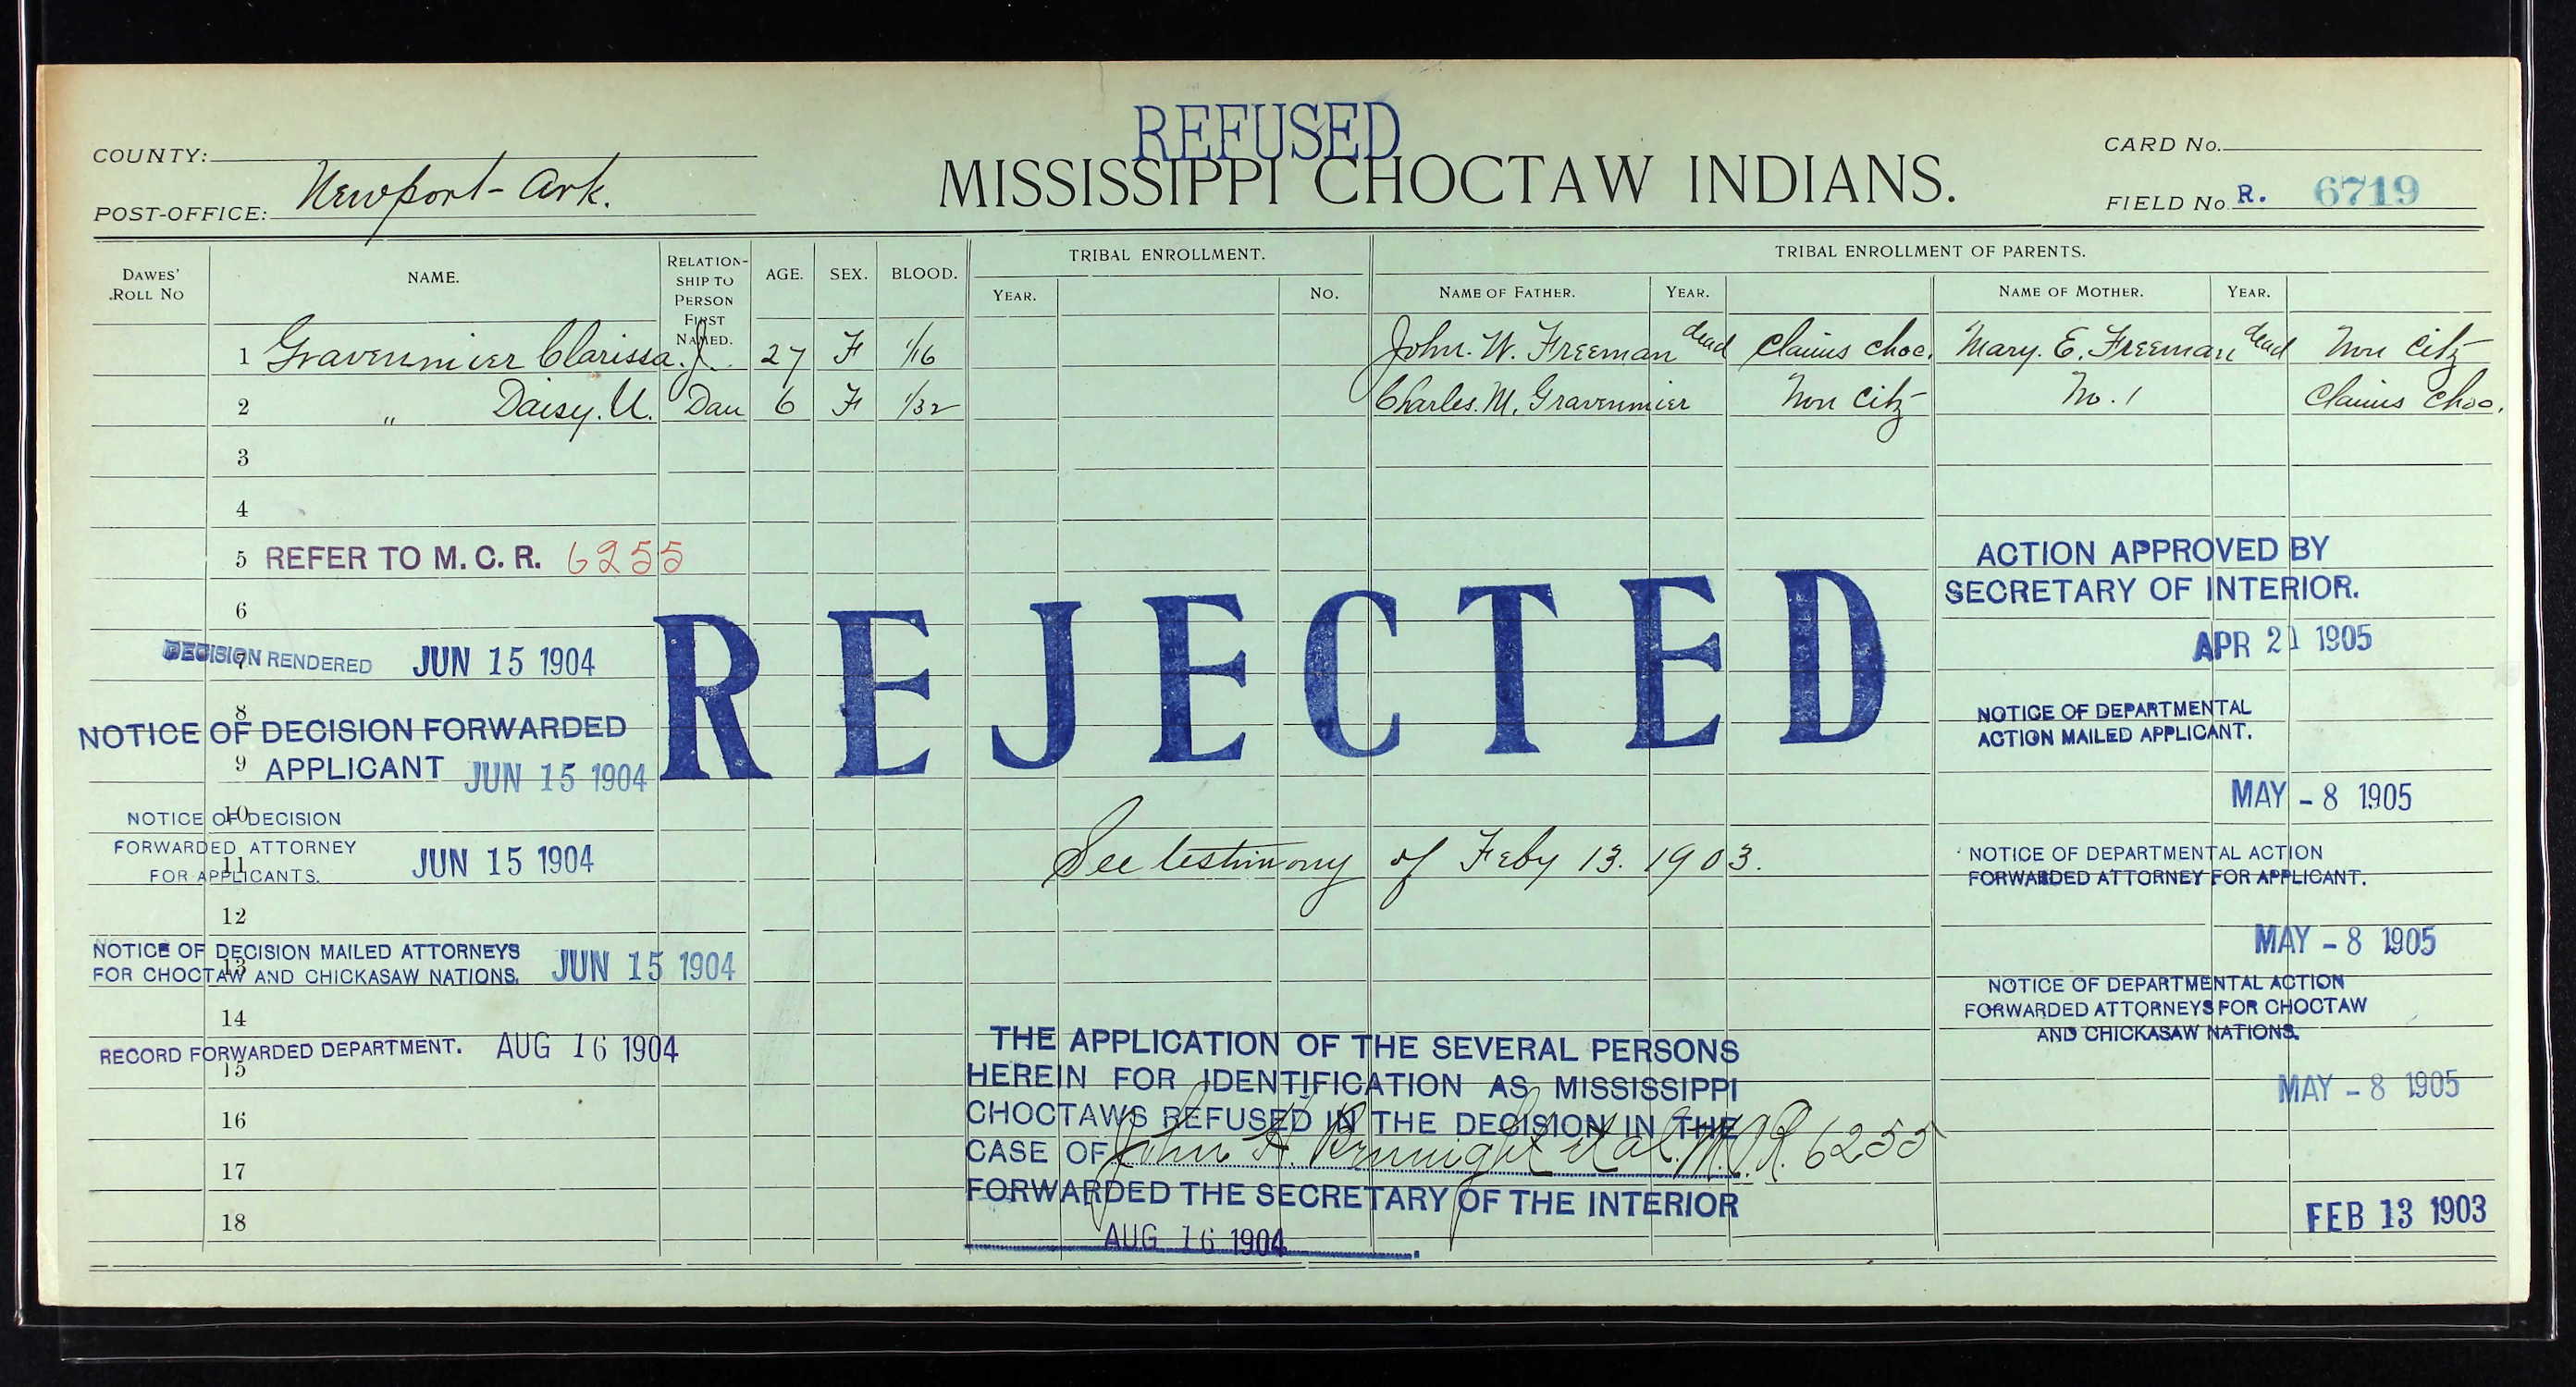 REFUSED
COUNTY:
MISSISSIPPI CHOCTAW INDIANS.
CARD No.
POST-OFFICE: Newport - Ark.
FIELD No. R. 6719
DAWES' ROLL No
NAME.
RELATION-SHIP TO PERSON FIRST NAMED.
AGE.
SEX.
BLOOD.
TRIBAL ENROLLMENT.
YEAR.
No.
TRIBAL ENROLLMENT OF PARENTS.
NAME OF FATHER.
YEAR.
NAME OF MOTHER.
YEAR.
1 Gravenmier Clarissa. J. 27 F 1/16 John. W. Freeman dead Claims Choc. Mary. E. Freeman dead Non Citz
2 " Daisy. U. Dau 6 F 1/32 Charles. M. Gravenmier Non Citz No. 1 Claims Choc.
3
4
5 REFER TO M. C. R. 6255
6
7 DECISION RENDERED JUN 15 1904
8
NOTICE OF DECISION FORWARDED
9 APPLICANT JUN 15 1904
10
NOTICE OF DECISION
FORWARDED ATTORNEY
11
FOR APPLICANTS. JUN 15 1904
12
NOTICE OF DECISION MAILED ATTORNEYS
13
FOR CHOCTAW AND CHICKASAW NATIONS. JUN 15 1904
14
RECORD FORWARDED DEPARTMENT. AUG 16 1904
15
16
17
18
REJECTED
See testimony of Feby 13. 1903.
THE APPLICATION OF THE SEVERAL PERSONS
HEREIN FOR IDENTIFICATION AS MISSISSIPPI
CHOCTAWS REFUSED IN THE DECISION IN THE
CASE OF John H. et al. M.C.R. 6255
FORWARDED THE SECRETARY OF THE INTERIOR
AUG 16 1904
ACTION APPROVED BY
SECRETARY OF INTERIOR.
APR 21 1905
NOTICE OF DEPARTMENTAL
ACTION MAILED APPLICANT.
MAY - 8 1905
NOTICE OF DEPARTMENTAL ACTION
FORWARDED ATTORNEY FOR APPLICANT.
MAY - 8 1905
NOTICE OF DEPARTMENTAL ACTION
FORWARDED ATTORNEYS FOR CHOCTAW
AND CHICKASAW NATIONS.
MAY - 8 1905
FEB 13 1903